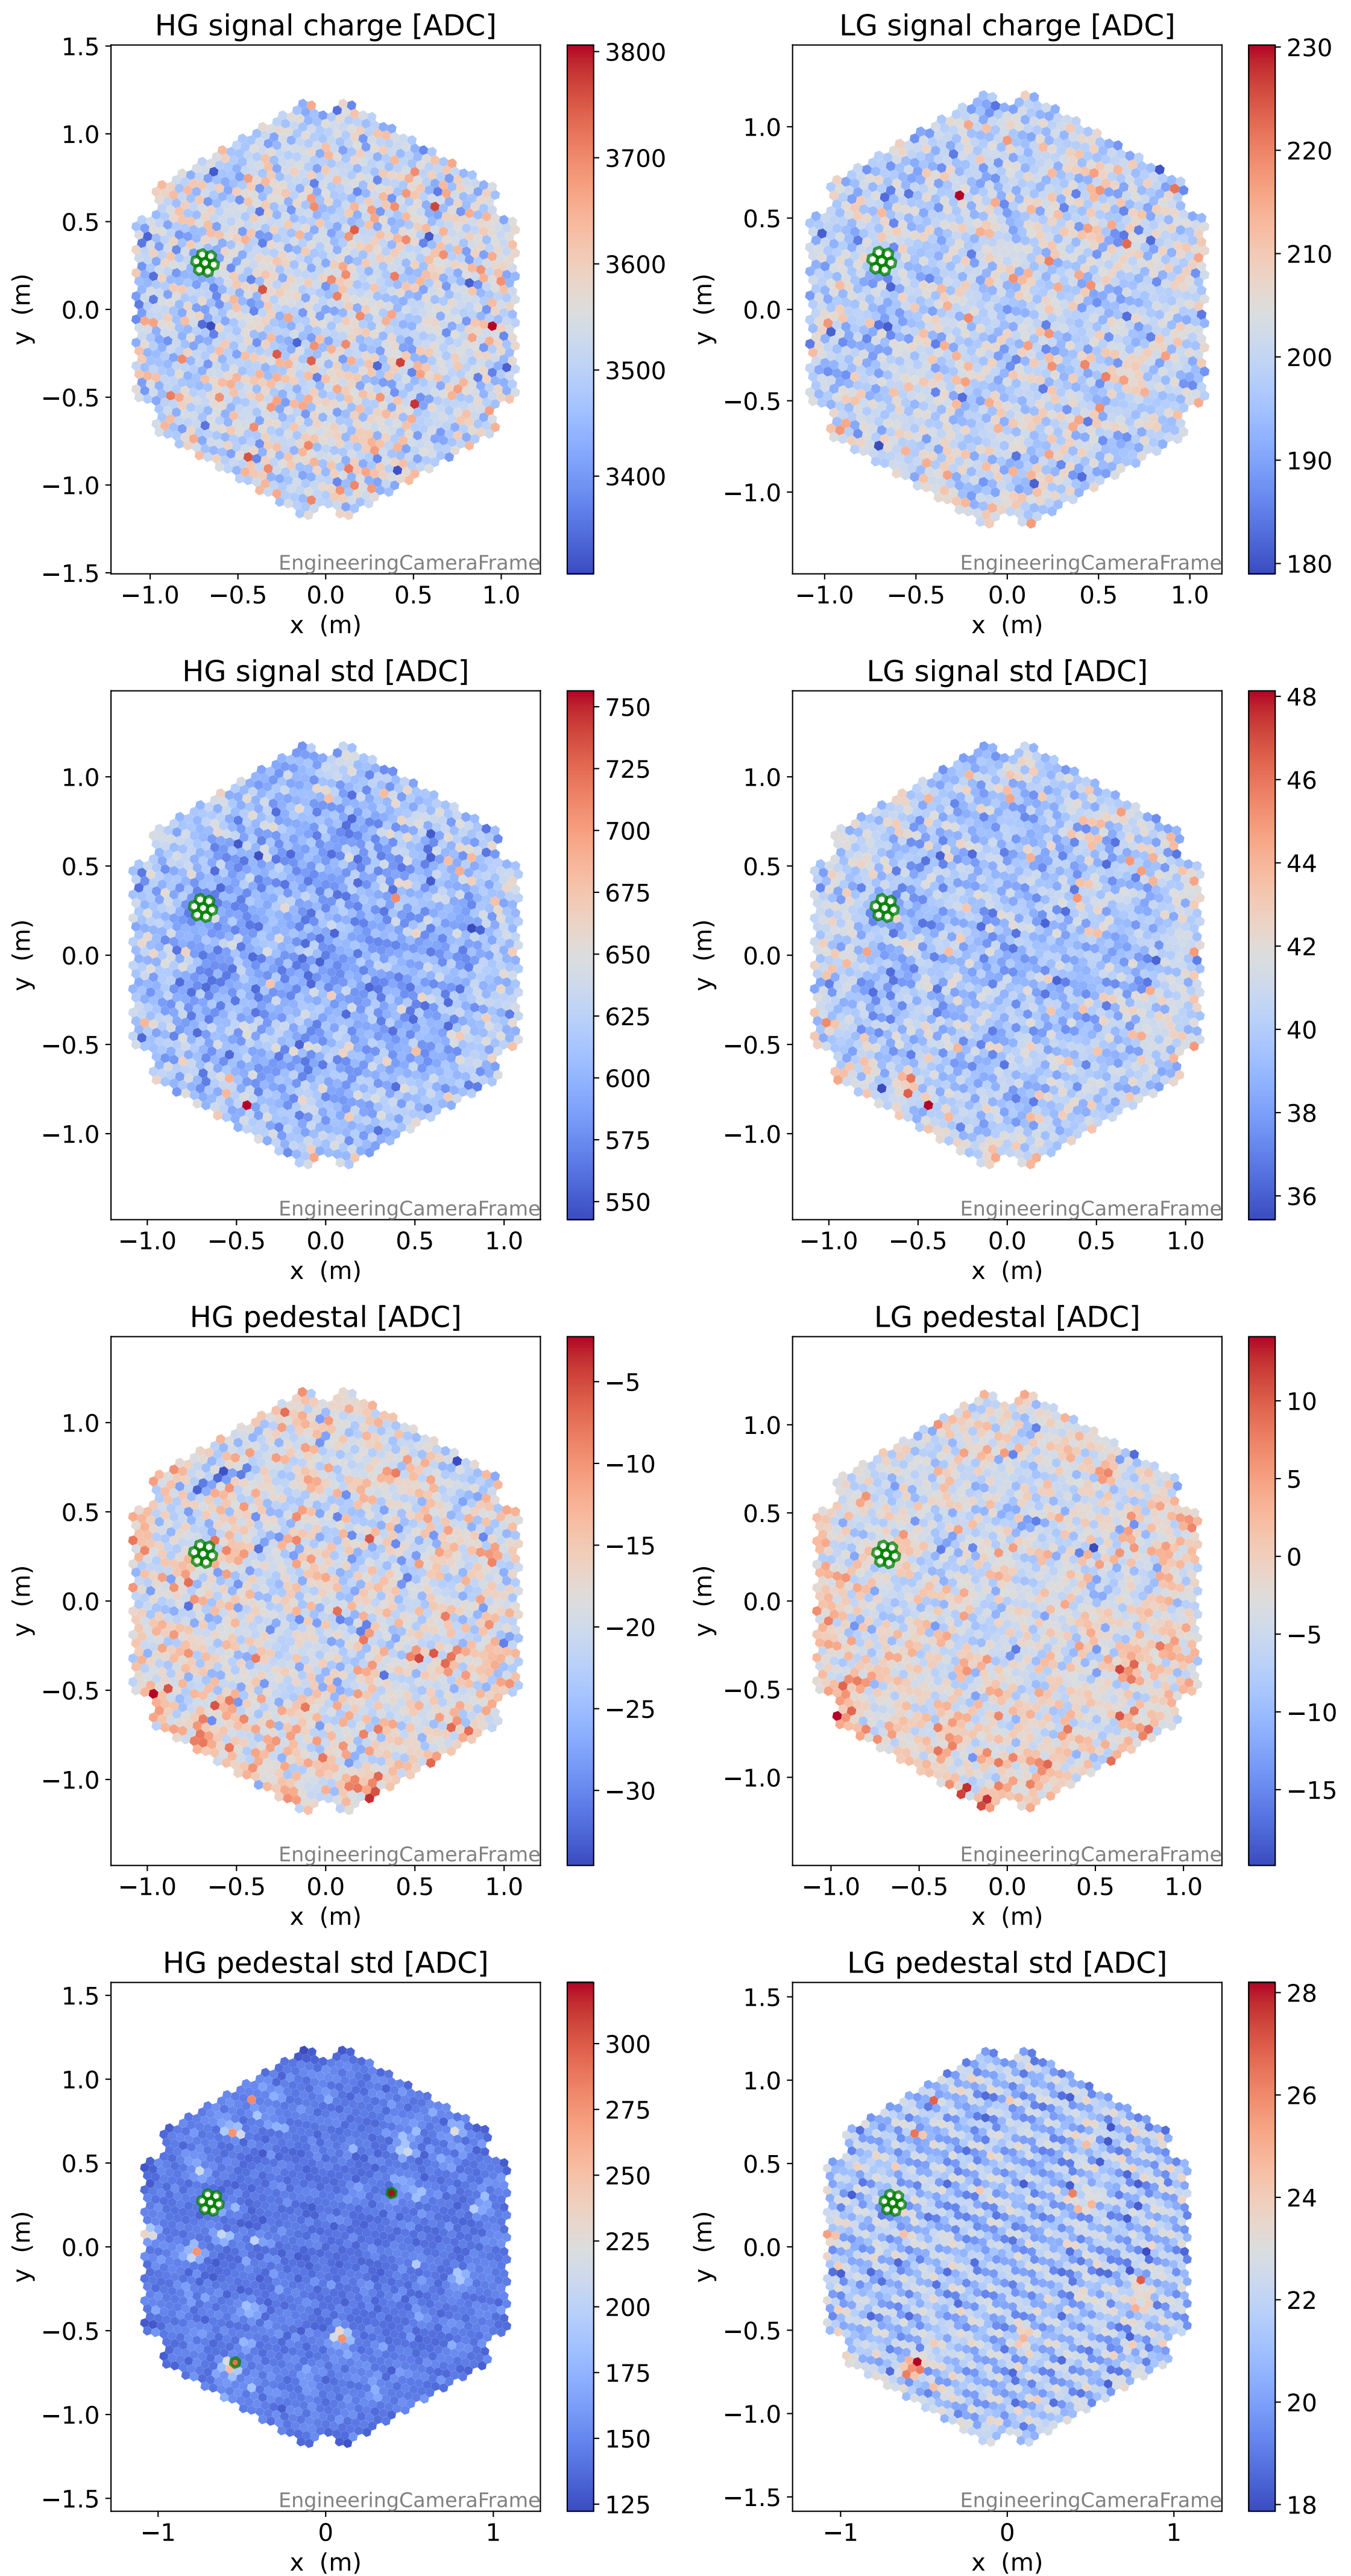 HG signal charge [ADC]
1.5
1.0
0.5
0.0
−0.5
−1.0
−1.5
y (m)
−1.0 −0.5 0.0 0.5 1.0
x (m)
EngineeringCameraFrame
3800
3700
3600
3500
3400
LG signal charge [ADC]
1.0
0.5
0.0
−0.5
−1.0
y (m)
−1.0 −0.5 0.0 0.5 1.0
x (m)
EngineeringCameraFrame
230
220
210
200
190
180
HG signal std [ADC]
1.0
0.5
0.0
−0.5
−1.0
y (m)
−1.0 −0.5 0.0 0.5 1.0
x (m)
EngineeringCameraFrame
750
725
700
675
650
625
600
575
550
LG signal std [ADC]
1.0
0.5
0.0
−0.5
−1.0
y (m)
−1.0 −0.5 0.0 0.5 1.0
x (m)
EngineeringCameraFrame
48
46
44
42
40
38
36
HG pedestal [ADC]
1.0
0.5
0.0
−0.5
−1.0
y (m)
−1.0 −0.5 0.0 0.5 1.0
x (m)
EngineeringCameraFrame
−5
−10
−15
−20
−25
−30
LG pedestal [ADC]
1.0
0.5
0.0
−0.5
−1.0
y (m)
−1.0 −0.5 0.0 0.5 1.0
x (m)
EngineeringCameraFrame
10
5
0
−5
−10
−15
HG pedestal std [ADC]
1.5
1.0
0.5
0.0
−0.5
−1.0
−1.5
y (m)
−1 0 1
x (m)
EngineeringCameraFrame
300
275
250
225
200
175
150
125
LG pedestal std [ADC]
1.5
1.0
0.5
0.0
−0.5
−1.0
−1.5
y (m)
−1 0 1
x (m)
EngineeringCameraFrame
28
26
24
22
20
18